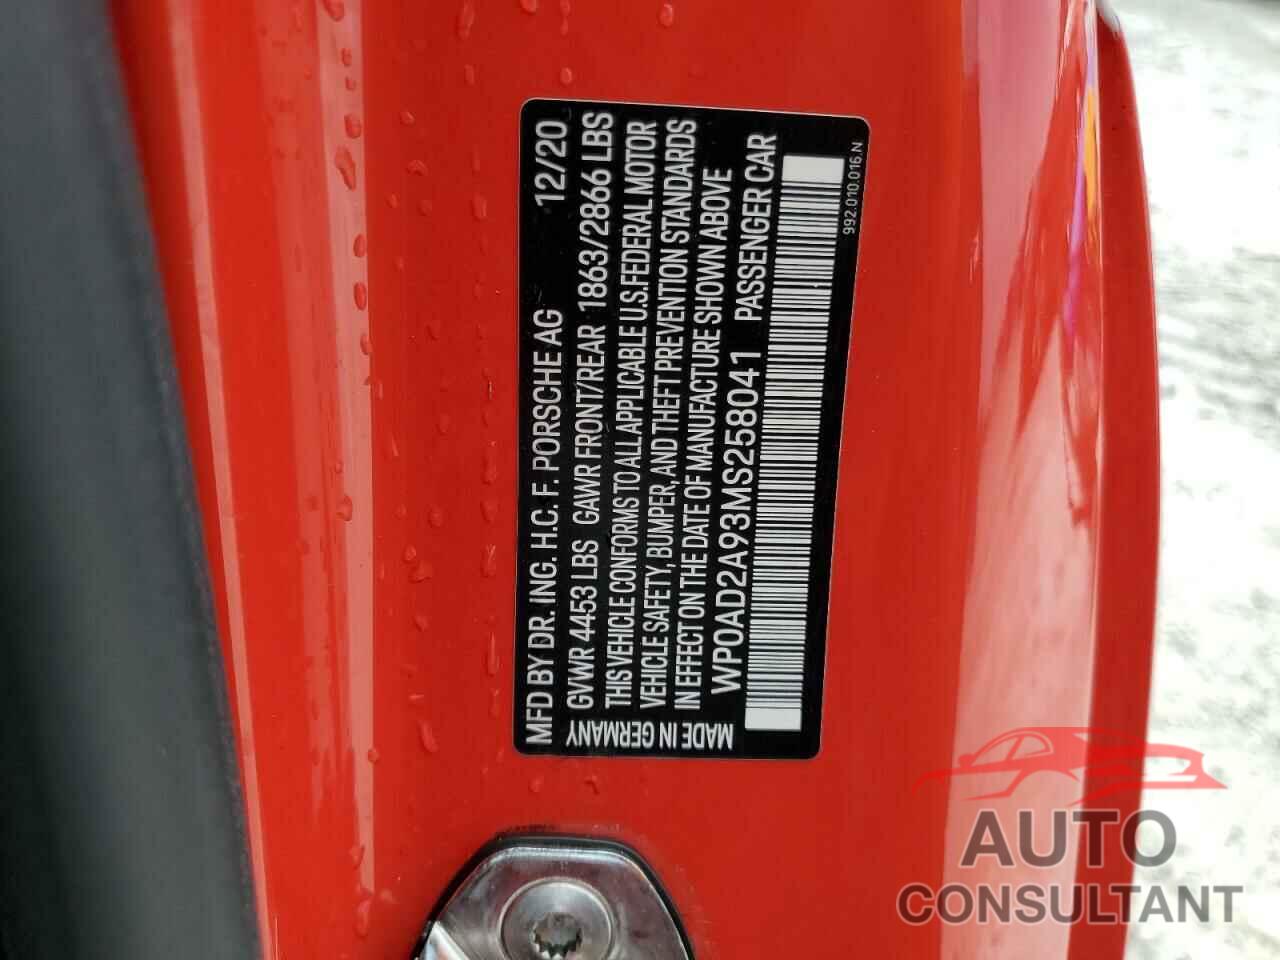 MFD BY DR. ING. H.C. F. PORSCHE AG 12/20
GVWR 4453 LBS GAWR FRONT/REAR 1863/2866 LBS
THIS VEHICLE CONFORMS TO ALL APPLICABLE U.S. FEDERAL MOTOR
VEHICLE SAFETY, BUMPER, AND THEFT PREVENTION STANDARDS
IN EFFECT ON THE DATE OF MANUFACTURE SHOWN ABOVE
WP0AD2A93MS258041 PASSENGER CAR
MADE IN GERMANY
992.010.016.N
AUTO
CONSULTANT